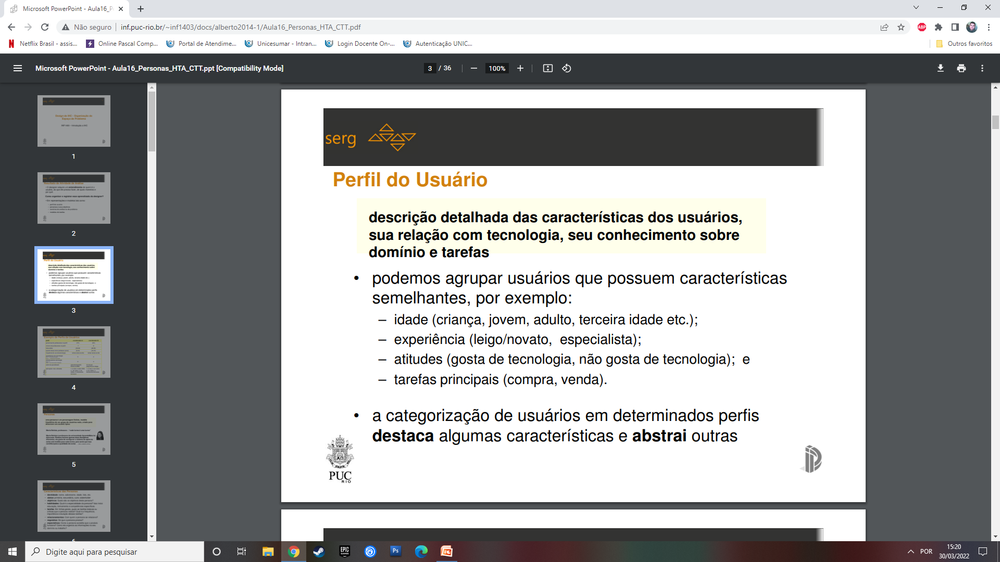 Microsoft PowerPoint - Aula16_P
Não seguro
inf.puc-rio.br/~inf1403/docs/alberto2014-1/Aula16_Personas_HTA_CTT.pdf
ABP
Netflix Brasil - assis...
Online Pascal Comp...
Portal de Atendime...
Unicesumar - Intran...
Login Docente On-...
Autenticação UNIC...
Outros favoritos
Microsoft PowerPoint - Aula16_Personas_HTA_CTT.ppt [Compatibility Mode]
3 / 36
100%
1
2
3
4
5
6
serg
Perfil do Usuário
descrição detalhada das características dos usuários,
sua relação com tecnologia, seu conhecimento sobre
domínio e tarefas
• podemos agrupar usuários que possuem características
semelhantes, por exemplo:
– idade (criança, jovem, adulto, terceira idade etc.);
– experiência (leigo/novato, especialista);
– atitudes (gosta de tecnologia, não gosta de tecnologia); e
– tarefas principais (compra, venda).
• a categorização de usuários em determinados perfis
destaca algumas características e abstrai outras
PUC
RIO
Digite aqui para pesquisar
EPIC
GAMES
Ps
POR
15:20
30/03/2022